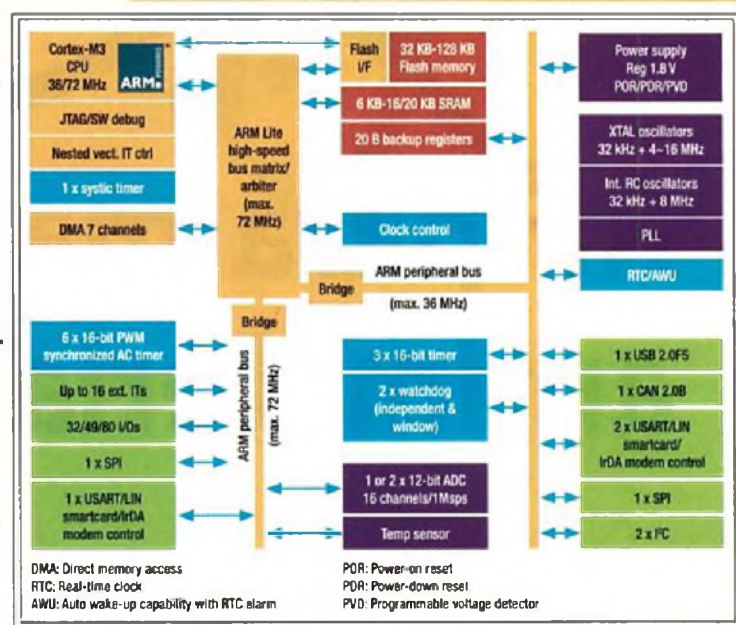 Cortex-M3
CPU
36/72 MHz
ARM
POWERED
JTAG/SW debug
Nested vect. IT ctrl
1 x systic timer
DMA 7 channels
ARM Lite
high-speed
bus matrix/
arbiter
(max.
72 MHz)
Flash
I/F
32 KB-128 KB
Flash memory
6 KB-16/20 KB SRAM
20 B backup registers
Clock control
Power supply
Reg 1.8 V
POR/PDR/PVD
XTAL oscillators
32 kHz + 4~16 MHz
Int. RC oscillators
32 kHz + 8 MHz
PLL
RTC/AWU
Bridge
ARM peripheral bus
(max. 36 MHz)
Bridge
ARM peripheral bus
(max. 72 MHz)
6 x 16-bit PWM
synchronized AC timer
Up to 16 ext. ITs
32/49/80 I/Os
1 x SPI
1 x USART/LIN
smartcard/IrDA
modem control
3 x 16-bit timer
2 x watchdog
(independent &
window)
1 or 2 x 12-bit ADC
16 channels/1Msps
Temp sensor
1 x USB 2.0FS
1 x CAN 2.0B
2 x USART/LIN
smartcard/
IrDA modem control
1 x SPI
2 x I²C
DMA: Direct memory access
RTC: Real-time clock
AWU: Auto wake-up capability with RTC alarm
POR: Power-on reset
PDR: Power-down reset
PVD: Programmable voltage detector